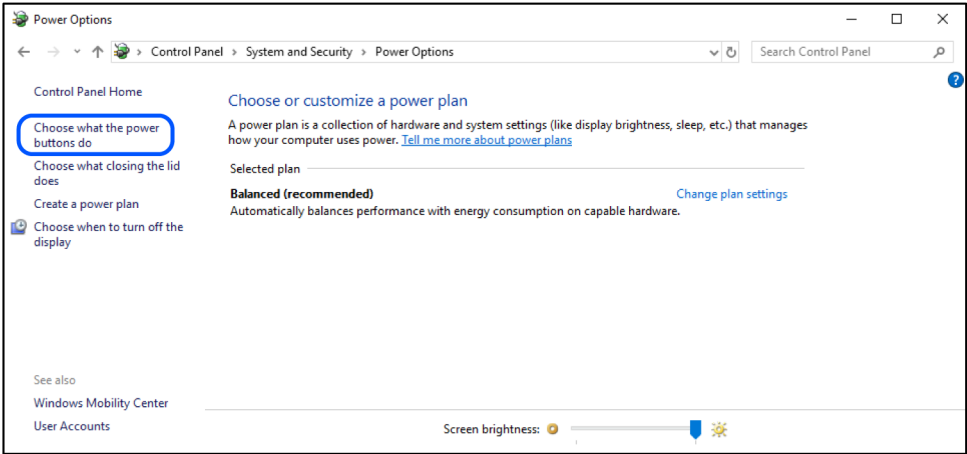 Power Options
Control Panel > System and Security > Power Options
Search Control Panel
Control Panel Home
Choose what the power
buttons do
Choose what closing the lid
does
Create a power plan
Choose when to turn off the
display
See also
Windows Mobility Center
User Accounts
Choose or customize a power plan
A power plan is a collection of hardware and system settings (like display brightness, sleep, etc.) that manages
how your computer uses power. Tell me more about power plans
Selected plan
Balanced (recommended)
Change plan settings
Automatically balances performance with energy consumption on capable hardware.
Screen brightness: